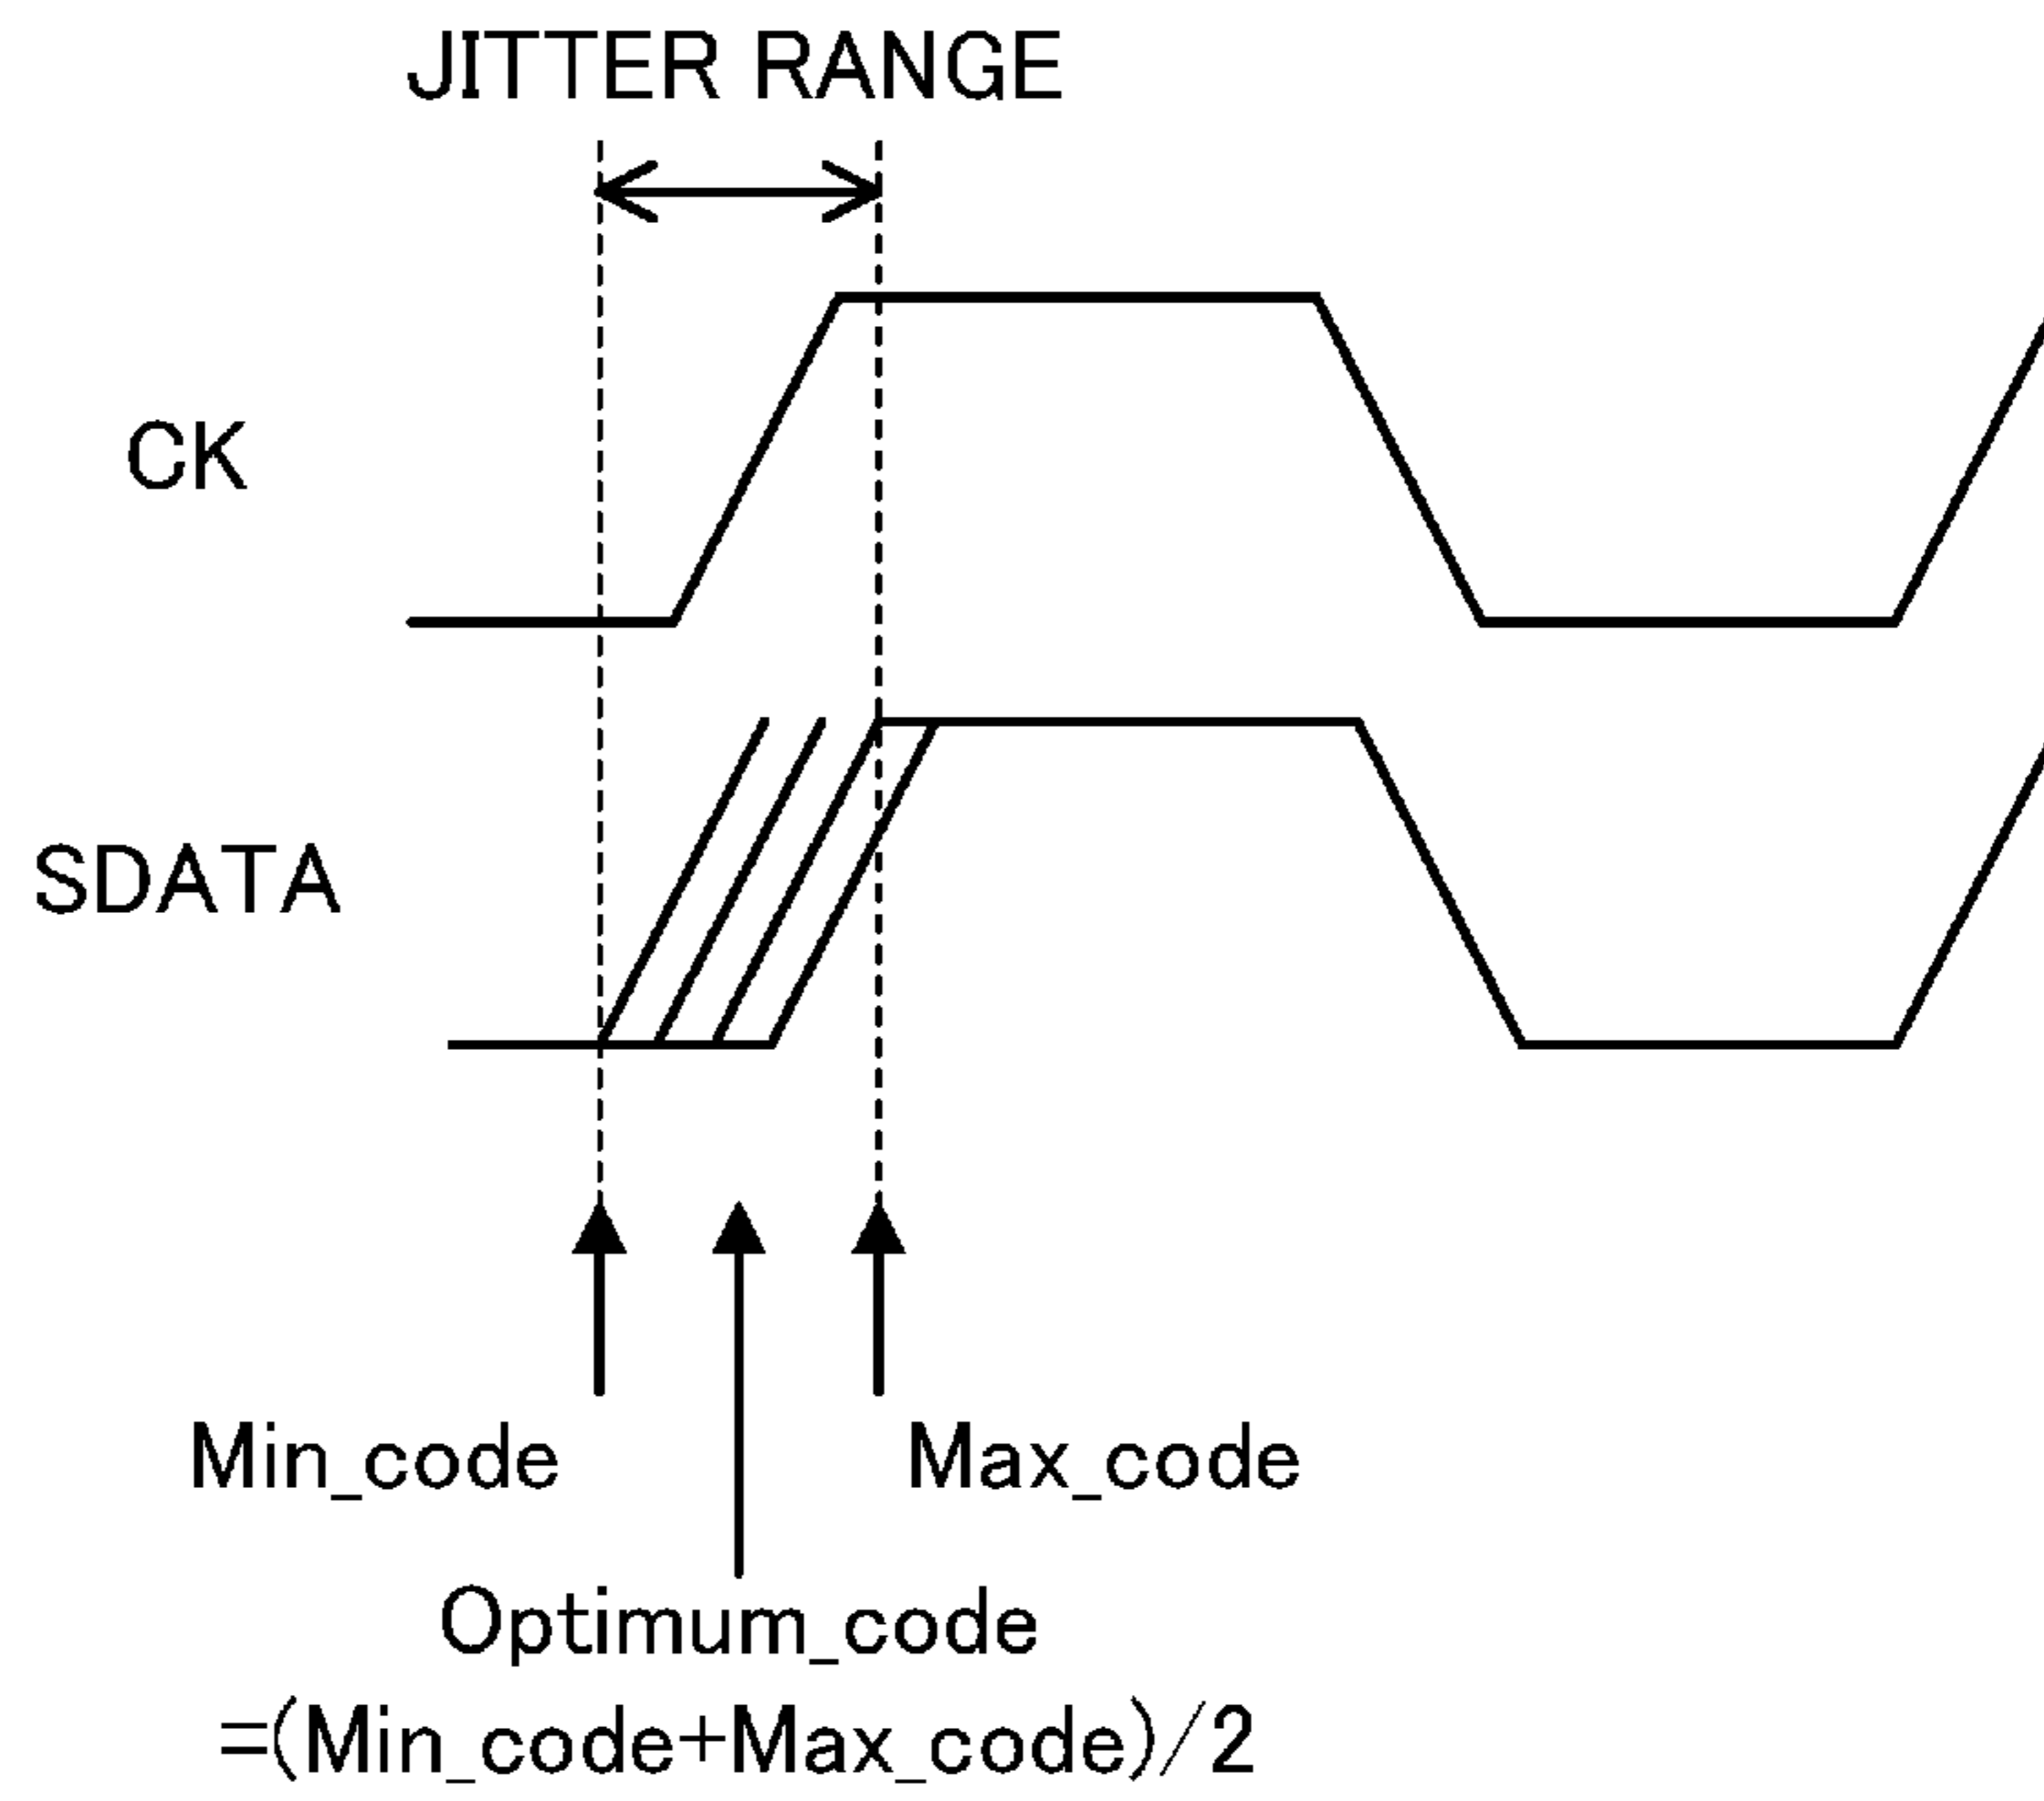 JITTER RANGE
CK
SDATA
Min_code
Max_code
Optimum_code
=(Min_code+Max_code)/2